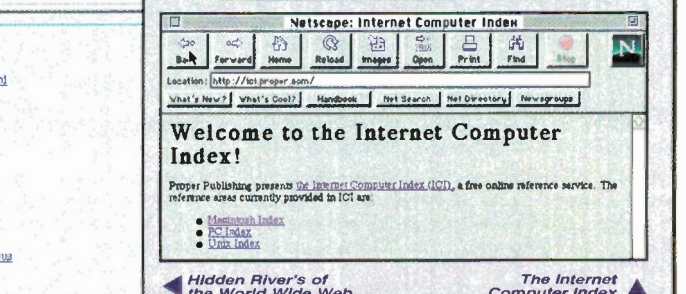 Netscape: Internet Computer Index
Back Forward Home Reload Images Open Print Find Stop
N
Location: http://ici.proper.com/
What's New? What's Cool? Handbook Net Search Net Directory Newsgroups
Welcome to the Internet Computer
Index!
Proper Publishing presents the Internet Computer Index (ICI), a free online reference service. The
reference areas currently provided in ICI are:
Macintosh Index
PC Index
Unix Index
Hidden River's of
the World Wide Web
The Internet
Computer Index